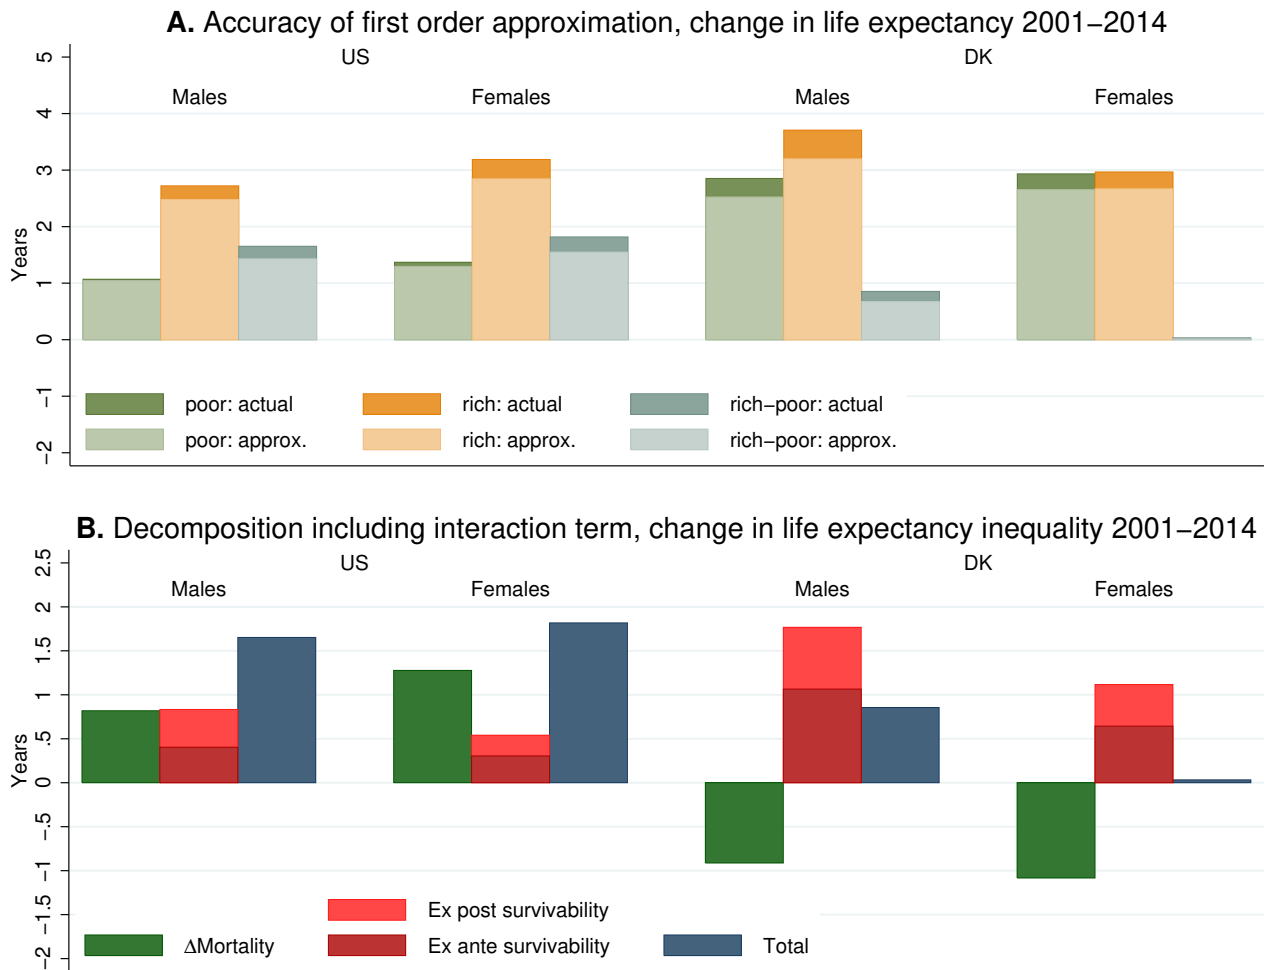 A. Accuracy of first order approximation, change in life expectancy 2001−2014
US DK
Males Females Males Females
5
4
3
2
1
0
−1
−2
Years
poor: actual rich: actual rich−poor: actual
poor: approx. rich: approx. rich−poor: approx.
B. Decomposition including interaction term, change in life expectancy inequality 2001−2014
US DK
Males Females Males Females
2.5
2
1.5
1
.5
0
−.5
−1
−1.5
−2
Years
Ex post survivability
ΔMortality Ex ante survivability Total